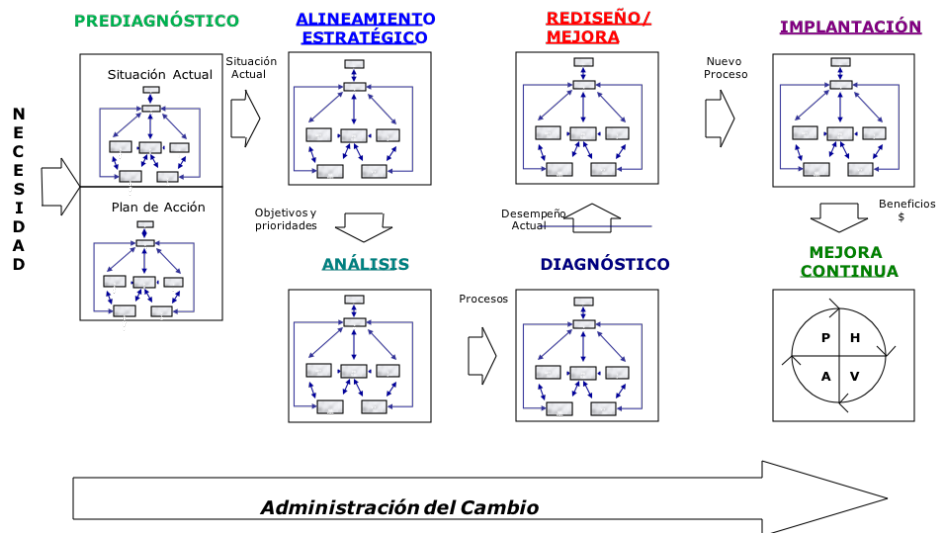 NECESIDAD
PREDIAGNÓSTICO
Situación Actual
Plan de Acción
Situación
Actual
ALINEAMIENTO
ESTRATÉGICO
Objetivos y
prioridades
ANÁLISIS
Procesos
DIAGNÓSTICO
Desempeño
Actual
REDISEÑO/
MEJORA
Nuevo
Proceso
IMPLANTACIÓN
Beneficios
$
MEJORA
CONTINUA
P H
A V
Administración del Cambio